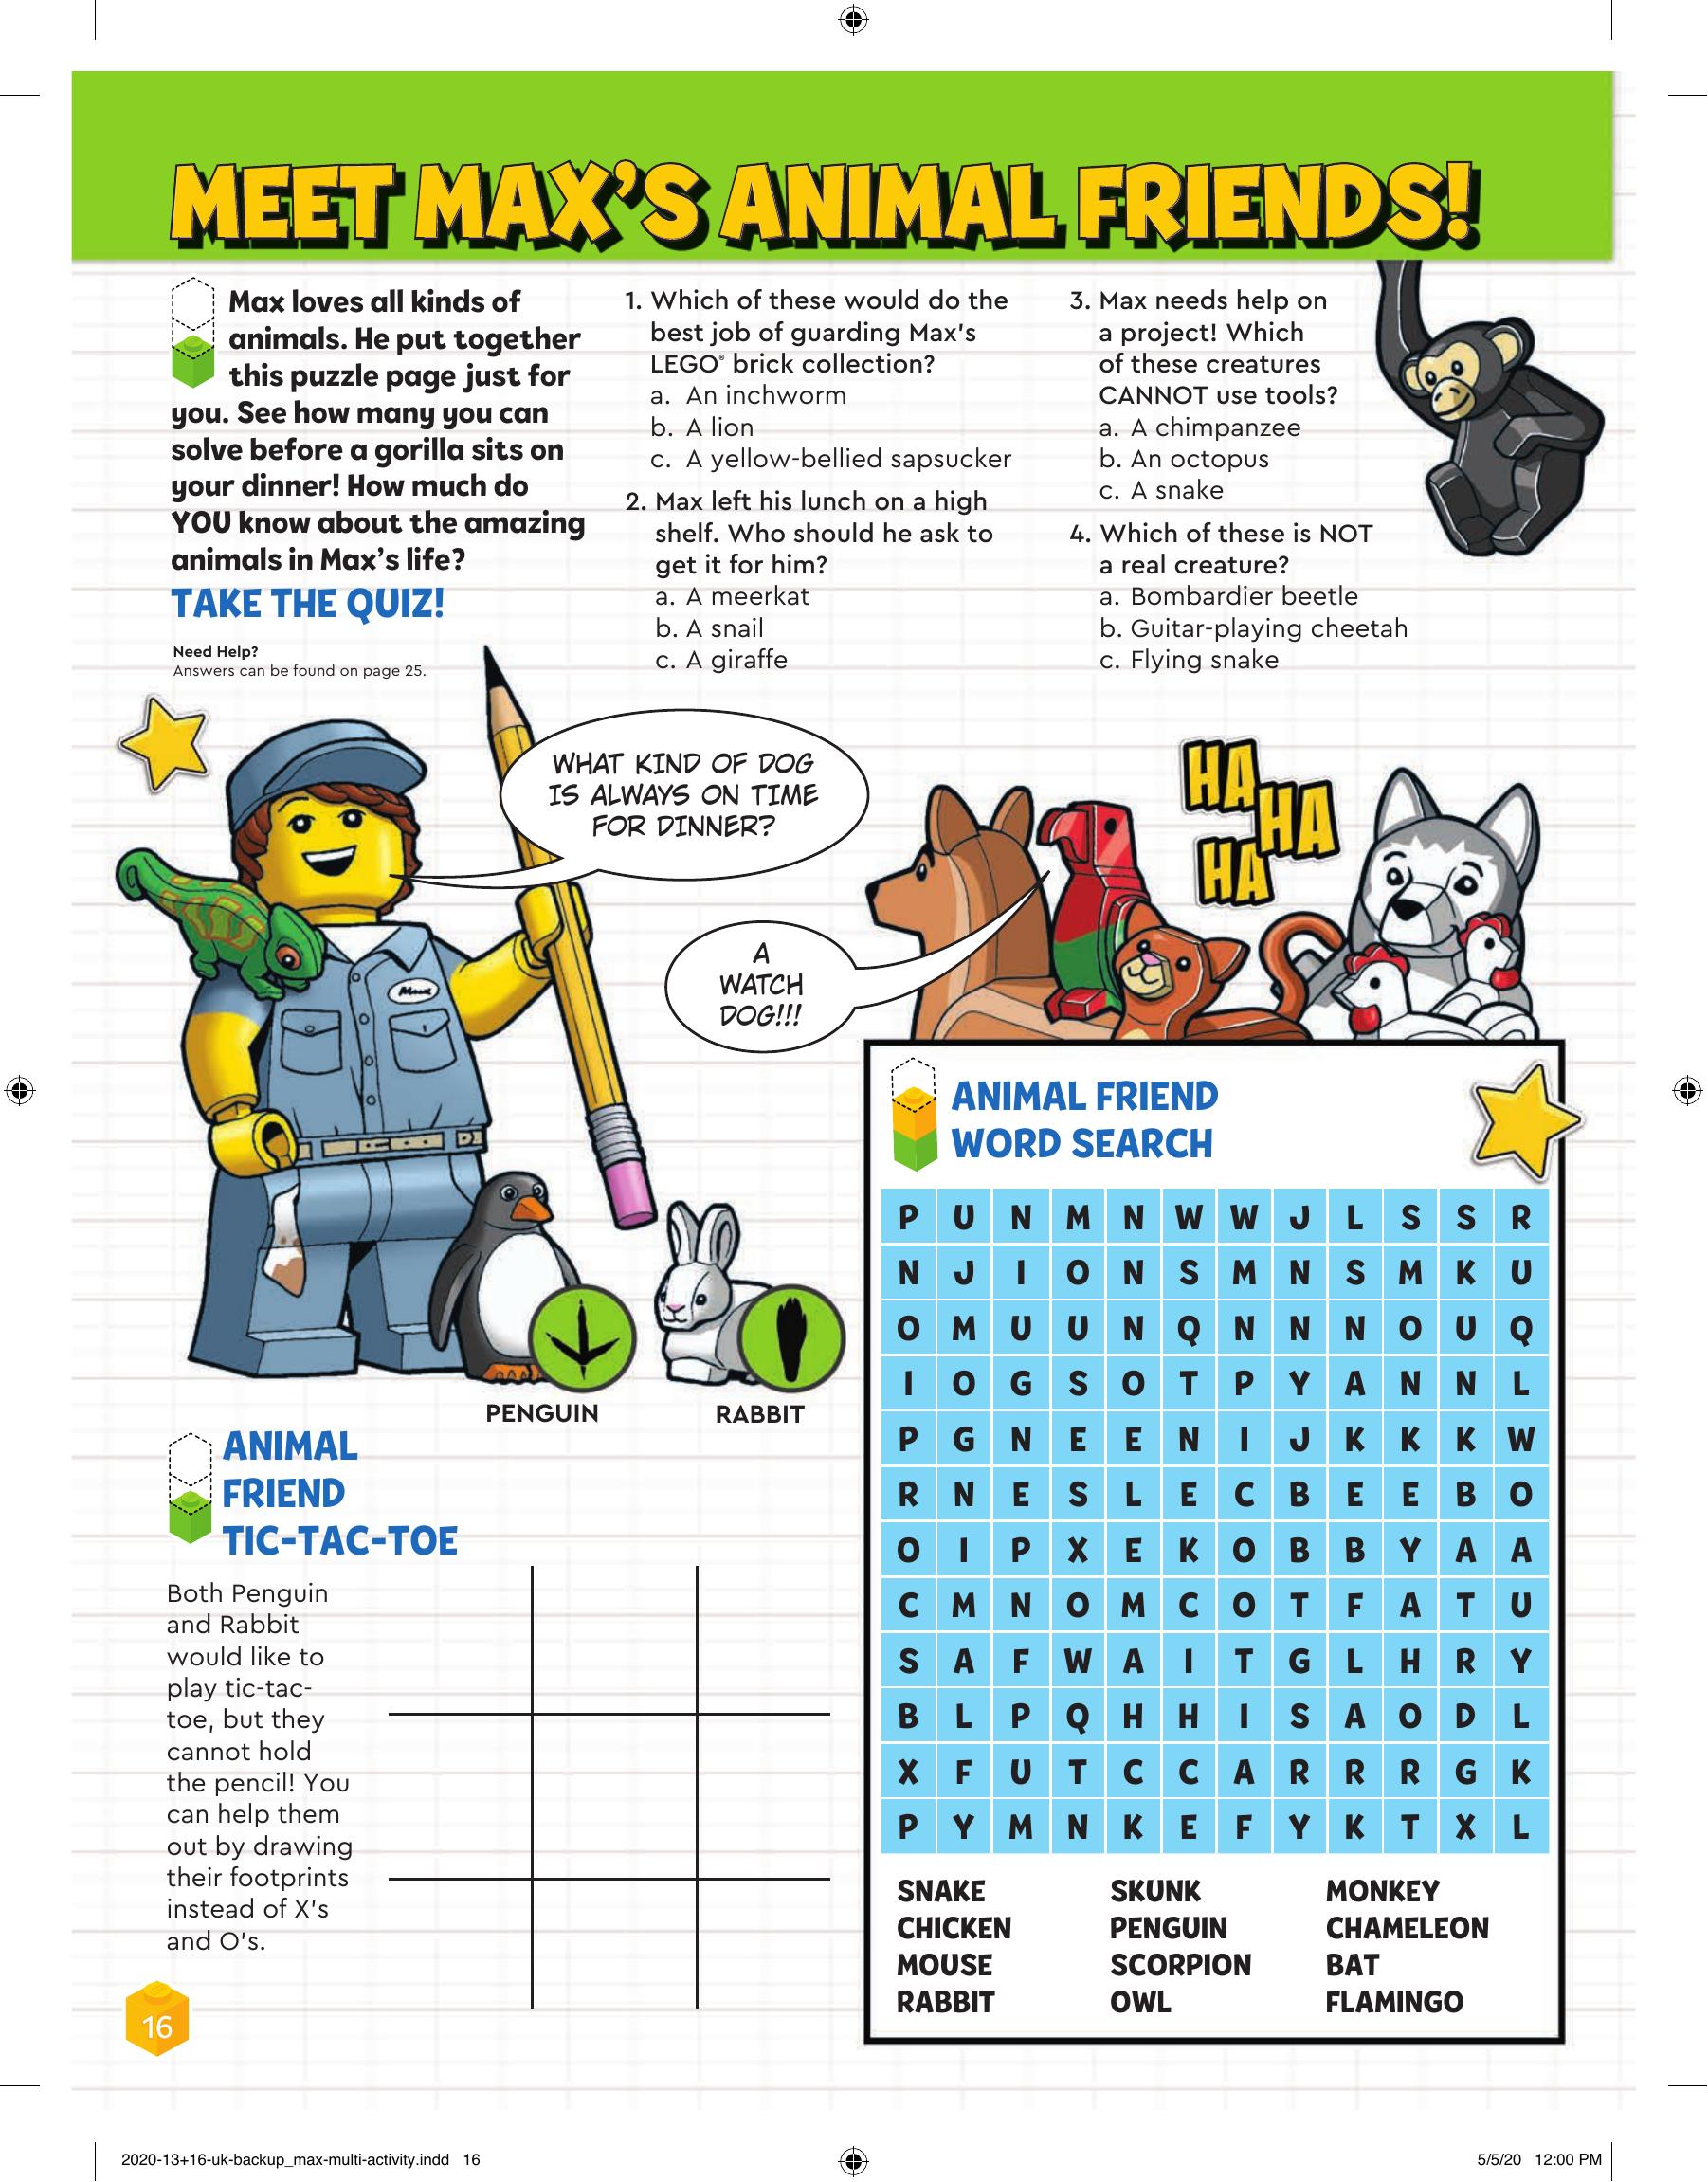 MEET MAX'S ANIMAL FRIENDS!
Max loves all kinds of
animals. He put together
this puzzle page just for
you. See how many you can
solve before a gorilla sits on
your dinner! How much do
YOU know about the amazing
animals in Max's life?
TAKE THE QUIZ!
Need Help?
Answers can be found on page 25.
1. Which of these would do the
best job of guarding Max's
LEGO® brick collection?
a. An inchworm
b. A lion
c. A yellow-bellied sapsucker
2. Max left his lunch on a high
shelf. Who should he ask to
get it for him?
a. A meerkat
b. A snail
c. A giraffe
3. Max needs help on
a project! Which
of these creatures
CANNOT use tools?
a. A chimpanzee
b. An octopus
c. A snake
4. Which of these is NOT
a real creature?
a. Bombardier beetle
b. Guitar-playing cheetah
c. Flying snake
WHAT KIND OF DOG
IS ALWAYS ON TIME
FOR DINNER?
HA
HA
HA
A
WATCH
DOG!!!
PENGUIN
RABBIT
ANIMAL
FRIEND
TIC-TAC-TOE
Both Penguin
and Rabbit
would like to
play tic-tac-
toe, but they
cannot hold
the pencil! You
can help them
out by drawing
their footprints
instead of X's
and O's.
ANIMAL FRIEND
WORD SEARCH
P U N M N W W J L S S R
N J I O N S M N S M K U
O M U U N Q N N N O U Q
I O G S O T P Y A N N L
P G N E E N I J K K K W
R N E S L E C B E E B O
O I P X E K O B B Y A A
C M N O M C O T F A T U
S A F W A I T G L H R Y
B L P Q H H I S A O D L
X F U T C C A R R R G K
P Y M N K E F Y K T X L
SNAKE SKUNK MONKEY
CHICKEN PENGUIN CHAMELEON
MOUSE SCORPION BAT
RABBIT OWL FLAMINGO
16
2020-13+16-uk-backup_max-multi-activity.indd 16
5/5/20 12:00 PM